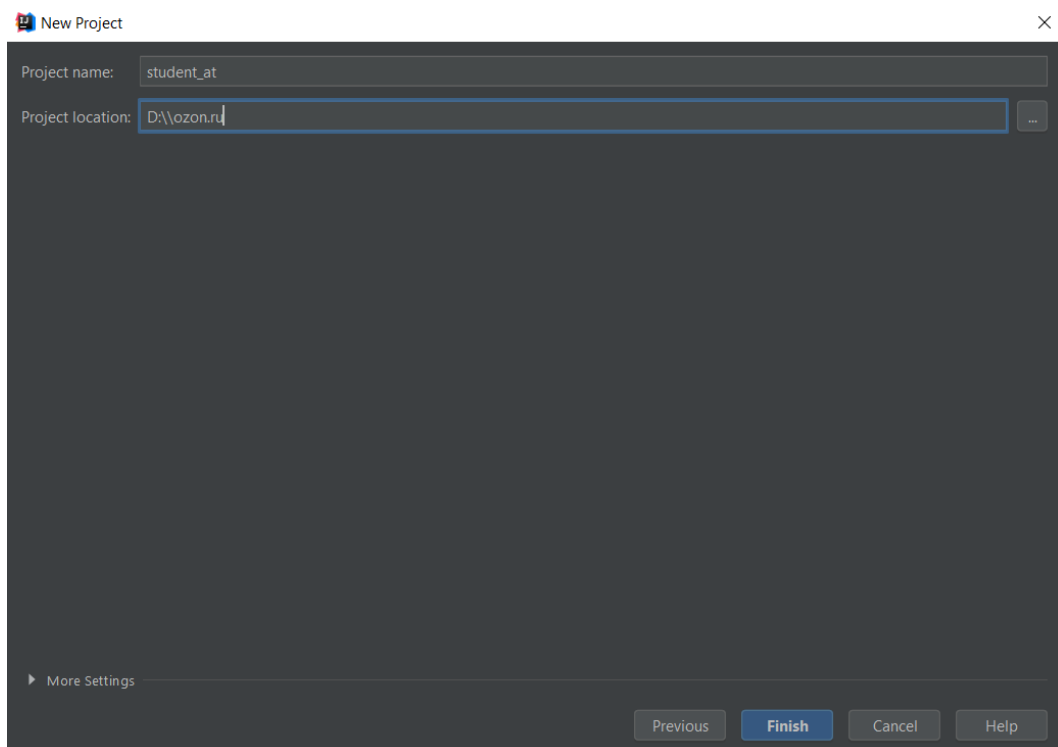 New Project
Project name: student_at
Project location: D:\\ozon.ru ...
More Settings
Previous Finish Cancel Help